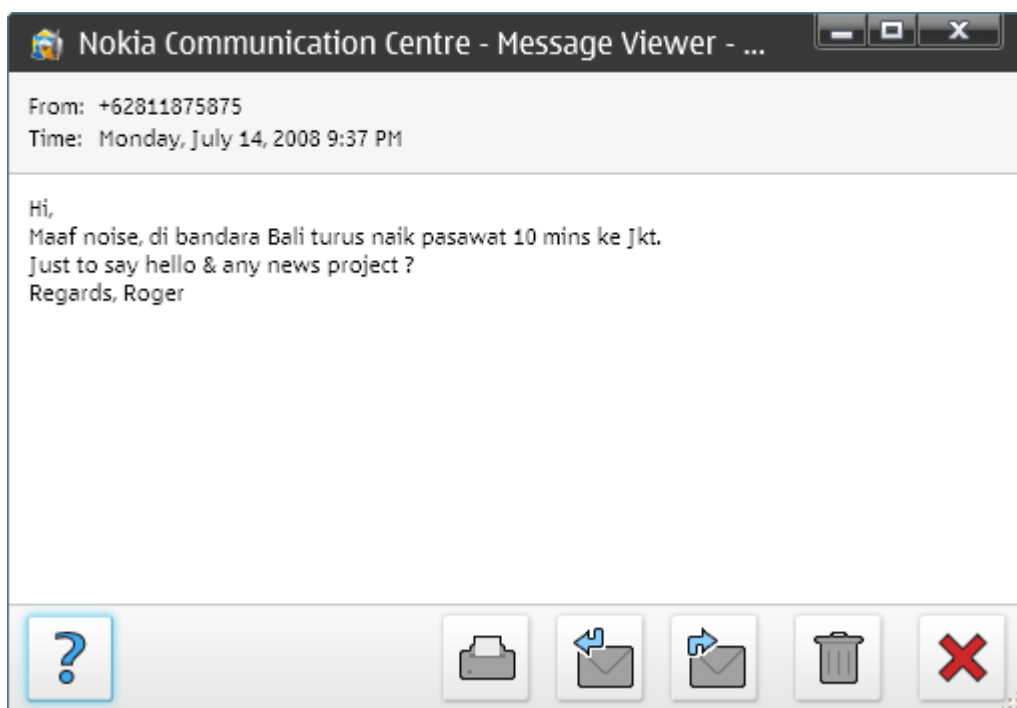 Nokia Communication Centre - Message Viewer - ...
From: +62811875875
Time: Monday, July 14, 2008 9:37 PM
Hi,
Maaf noise, di bandara Bali turus naik pasawat 10 mins ke Jkt.
Just to say hello & any news project ?
Regards, Roger